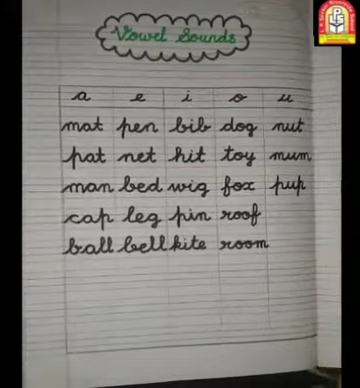 Vowel Sounds
a e i o u
mat pen bib dog nut
pat net hit toy mum
man bed wig fox pup
cap leg pin roof
ball bell kite room